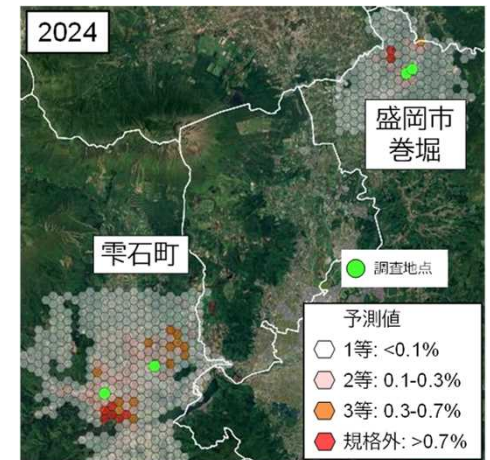 2024
盛岡市
巻堀
雫石町
調査地点
予測値
1等: <0.1%
2等: 0.1-0.3%
3等: 0.3-0.7%
規格外: >0.7%